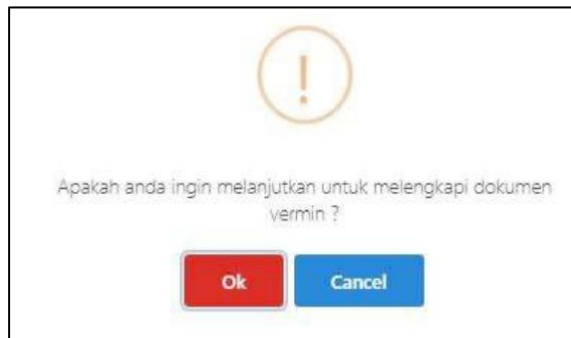 !
Apakah anda ingin melanjutkan untuk melengkapi dokumen
vermin ?
Ok Cancel